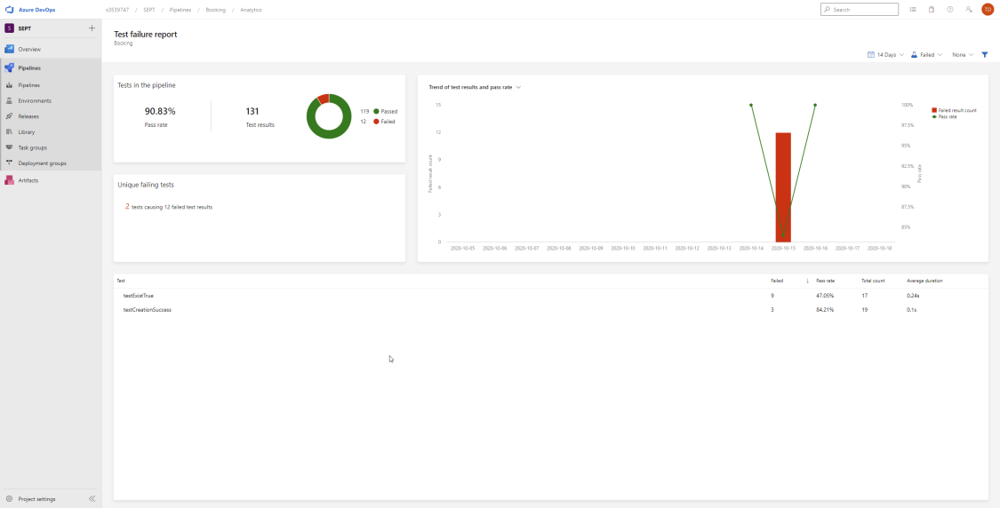 Azure DevOps
s3539747 / SEPT / Pipelines / Booking / Analytics
Search
TD
S SEPT
Overview
Pipelines
Pipelines
Environments
Releases
Library
Task groups
Deployment groups
Artifacts
Project settings
Test failure report
Booking
14 Days
Failed
None
Tests in the pipeline
90.83%
Pass rate
131
Test results
119 Passed
12 Failed
Unique failing tests
2 tests causing 12 failed test results
Trend of test results and pass rate
Failed result count
15
12
9
6
3
0
2020-10-05 2020-10-06 2020-10-07 2020-10-08 2020-10-09 2020-10-10 2020-10-11 2020-10-12 2020-10-13 2020-10-14 2020-10-15 2020-10-16 2020-10-17 2020-10-18
100%
97.5%
95%
92.5%
90%
87.5%
85%
Pass rate
Failed result count
Pass rate
Test Failed Pass rate Total count Average duration
testExistTrue 9 47.05% 17 0.24s
testCreationSuccess 3 84.21% 19 0.1s